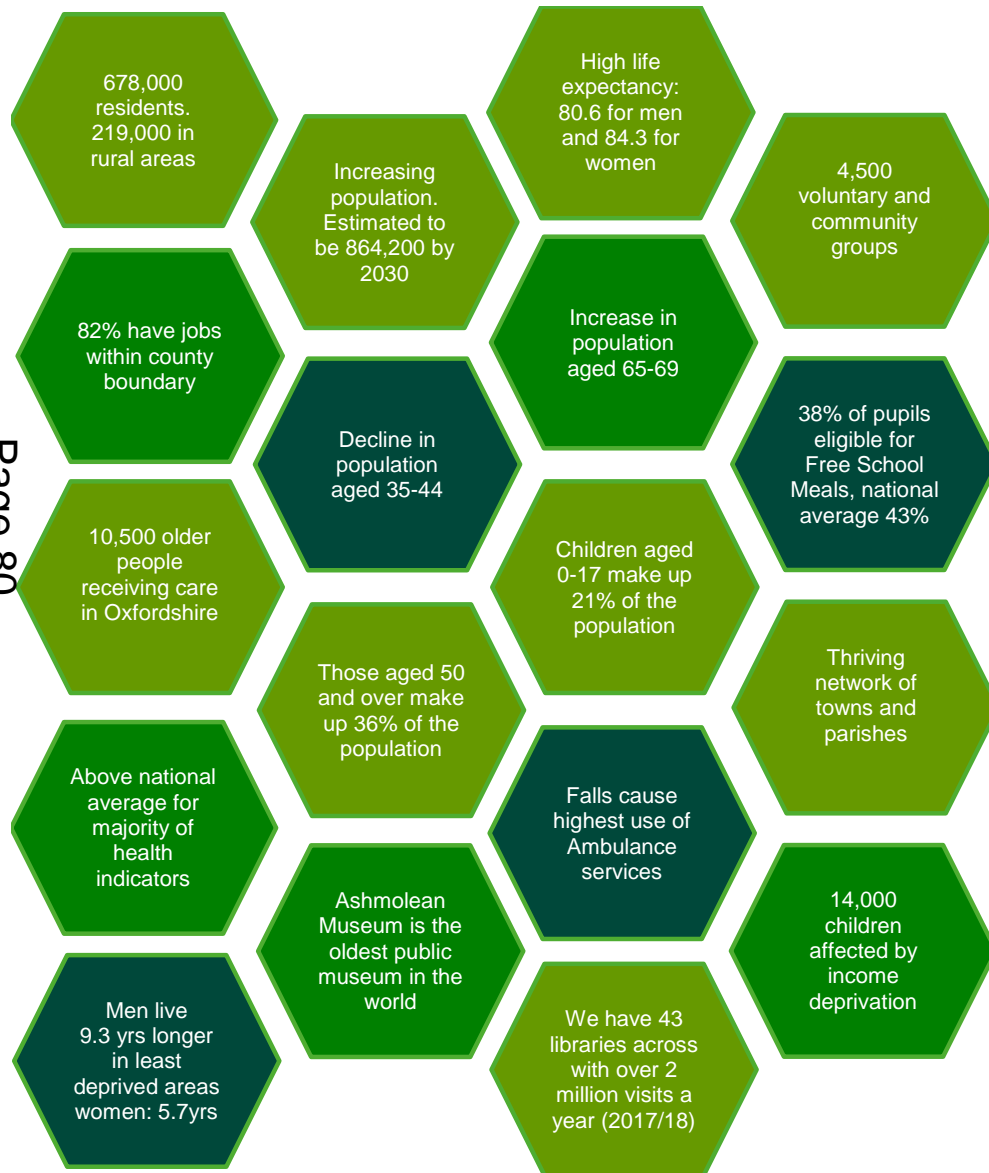 678,000
residents.
219,000 in
rural areas
High life
expectancy:
80.6 for men
and 84.3 for
women
Increasing
population.
Estimated to
be 864,200 by
2030
4,500
voluntary and
community
groups
82% have jobs
within county
boundary
Increase in
population
aged 65-69
Decline in
population
aged 35-44
38% of pupils
eligible for
Free School
Meals, national
average 43%
Page 80
10,500 older
people
receiving care
in Oxfordshire
Children aged
0-17 make up
21% of the
population
Those aged 50
and over make
up 36% of the
population
Thriving
network of
towns and
parishes
Above national
average for
majority of
health
indicators
Falls cause
highest use of
Ambulance
services
Ashmolean
Museum is the
oldest public
museum in the
world
14,000
children
affected by
income
deprivation
Men live
9.3 yrs longer
in least
deprived areas
women: 5.7yrs
We have 43
libraries across
with over 2
million visits a
year (2017/18)